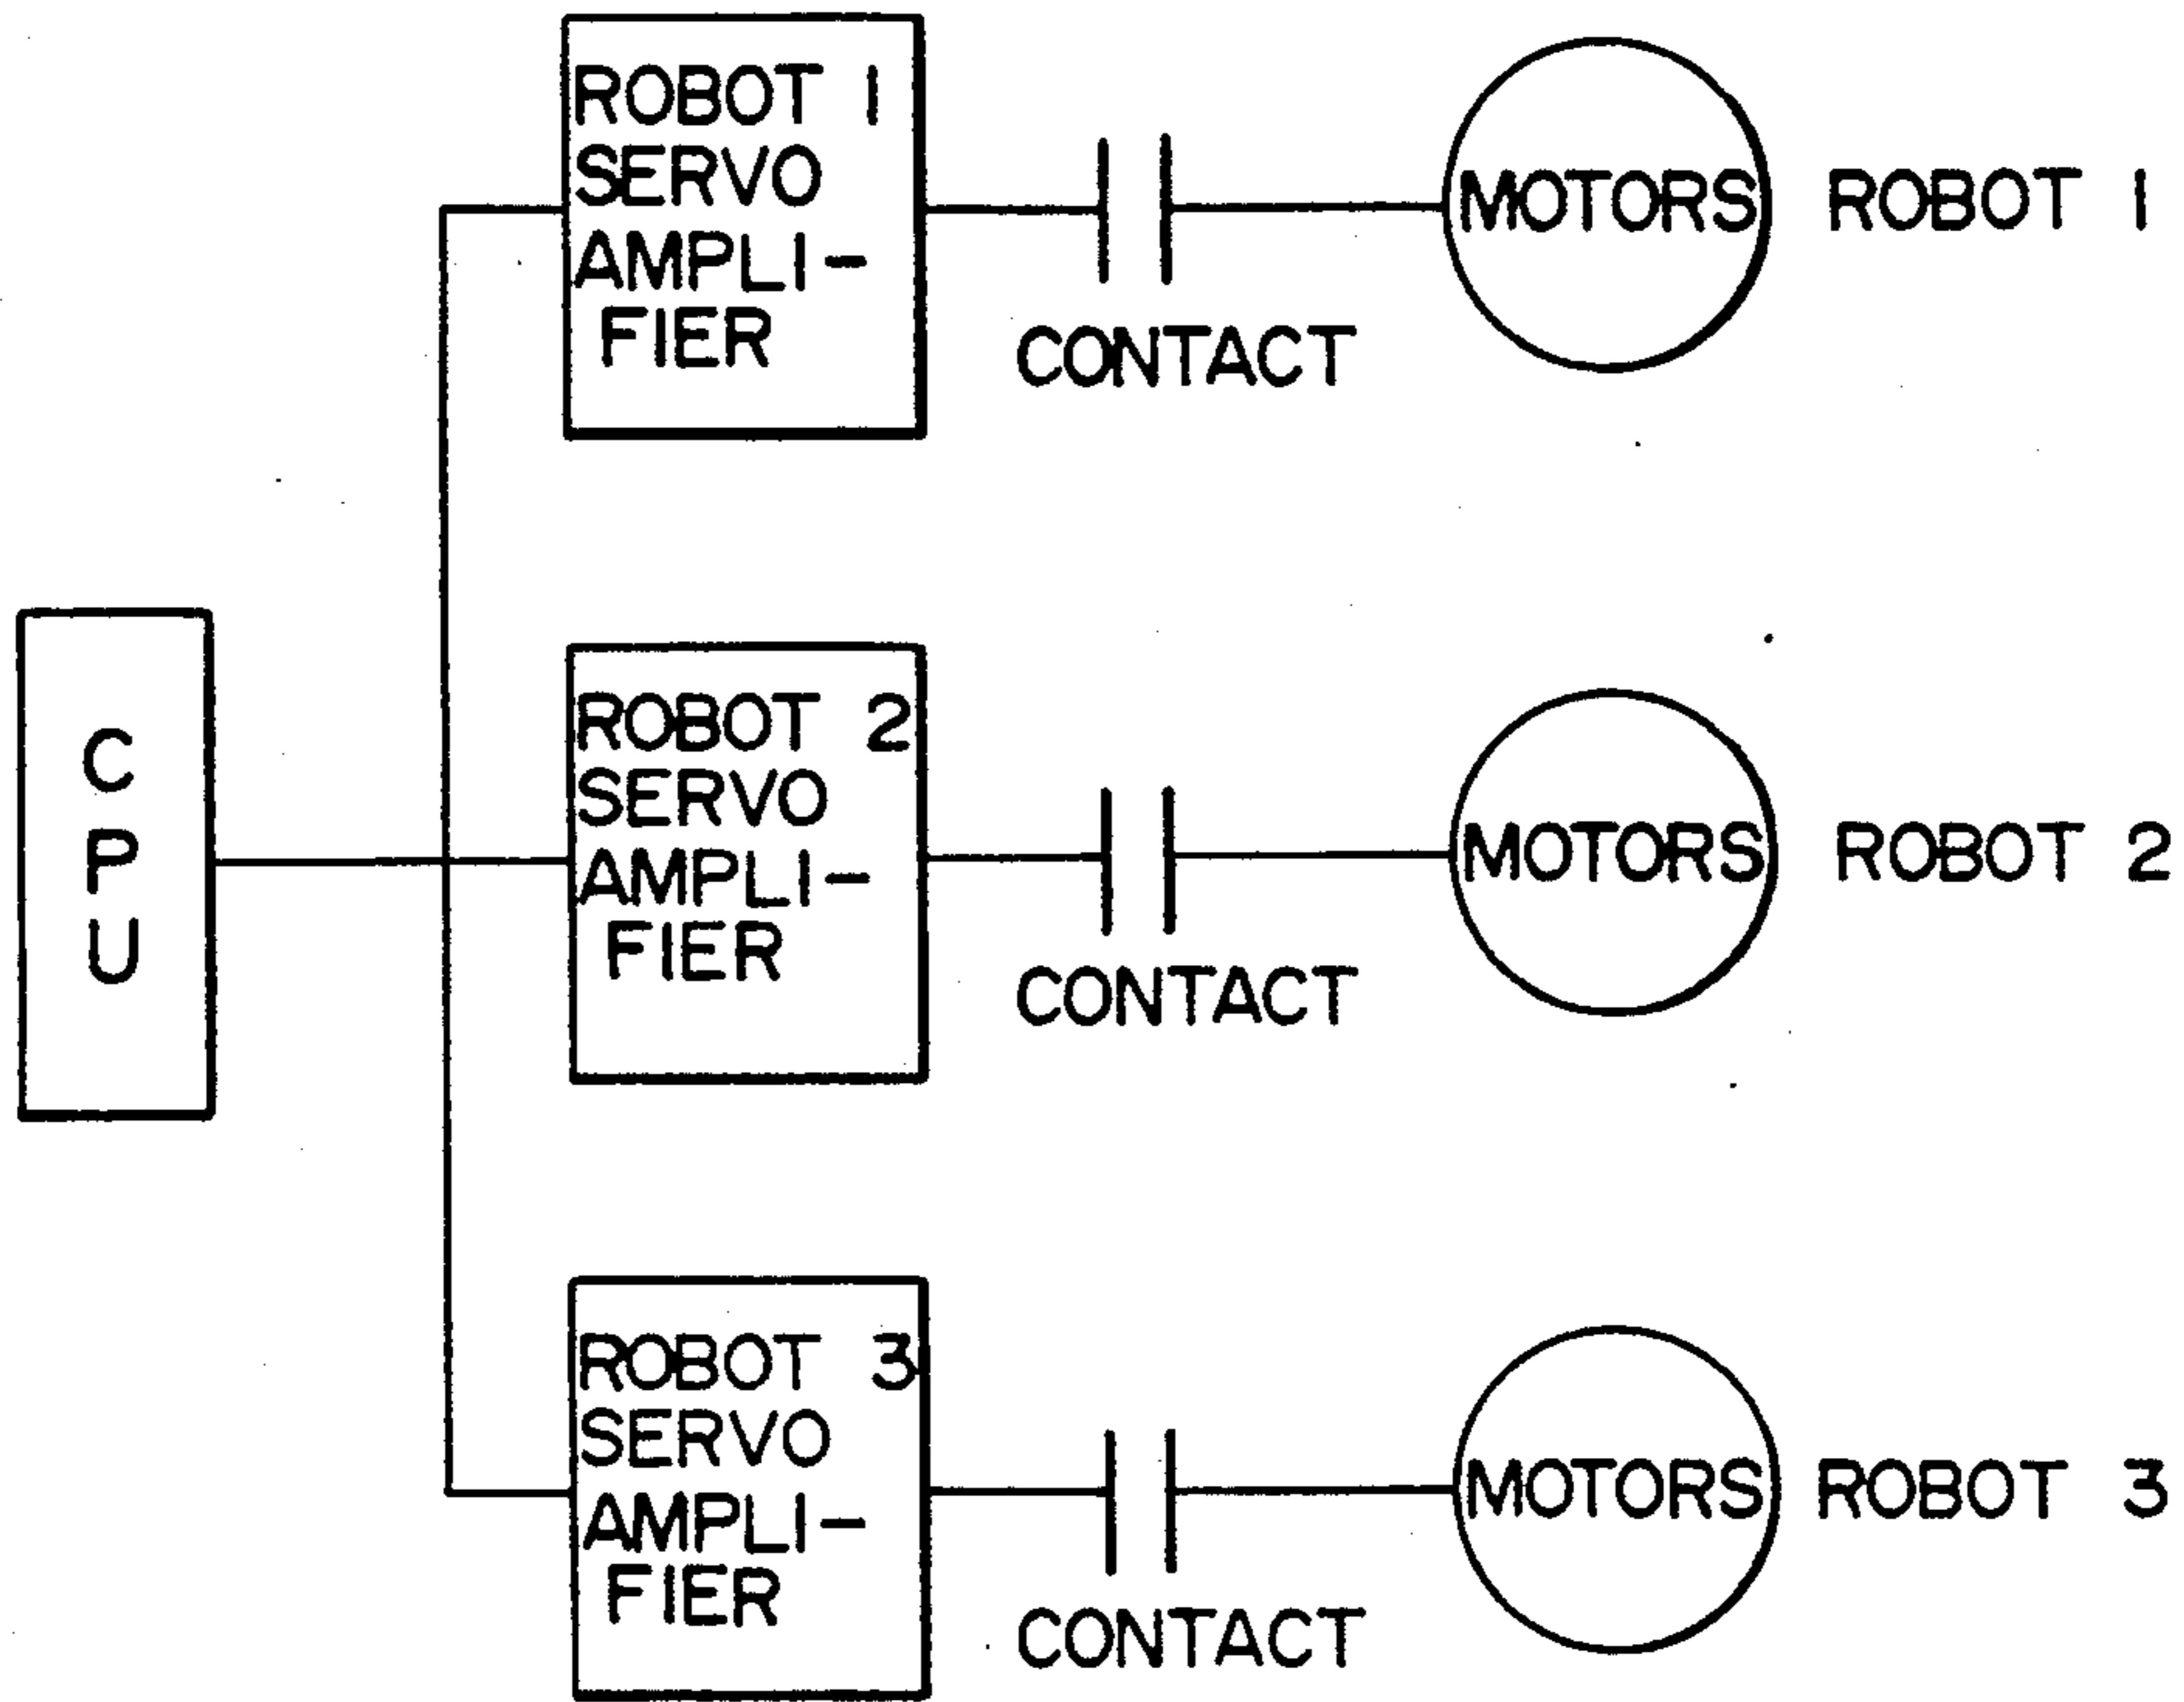 C
P
U
ROBOT 1
SERVO
AMPLI-
FIER
CONTACT
MOTORS
ROBOT 1
ROBOT 2
SERVO
AMPLI-
FIER
CONTACT
MOTORS
ROBOT 2
ROBOT 3
SERVO
AMPLI-
FIER
CONTACT
MOTORS
ROBOT 3